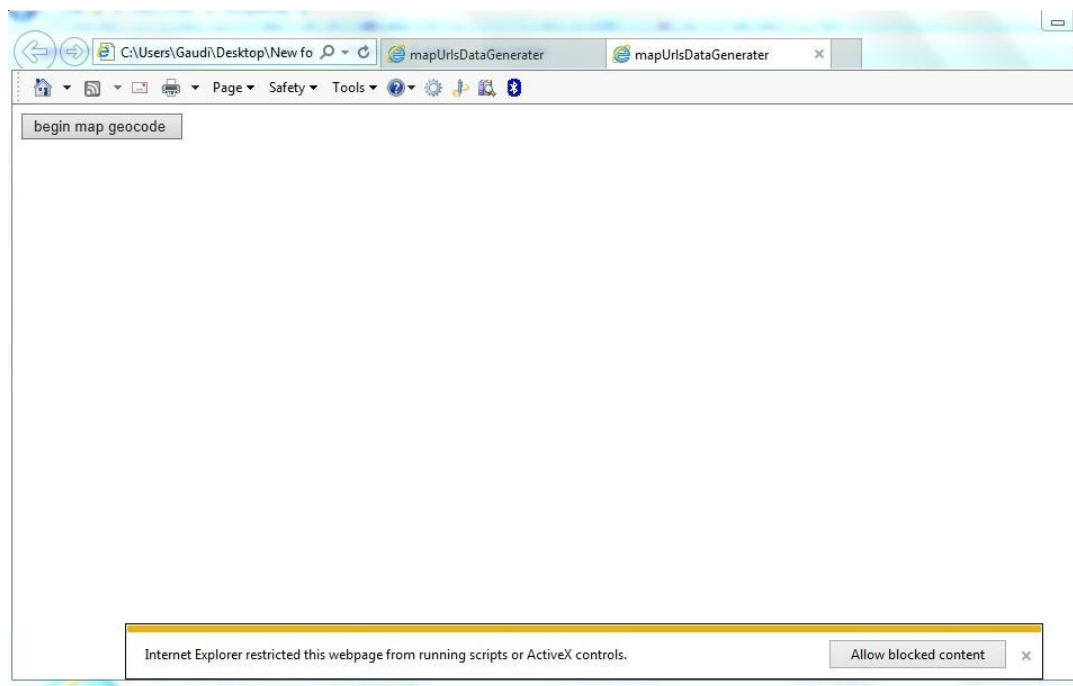 C:\Users\Gaudi\Desktop\New fo mapUrlsDataGenerater mapUrlsDataGenerater
Page Safety Tools
begin map geocode
Internet Explorer restricted this webpage from running scripts or ActiveX controls. Allow blocked content